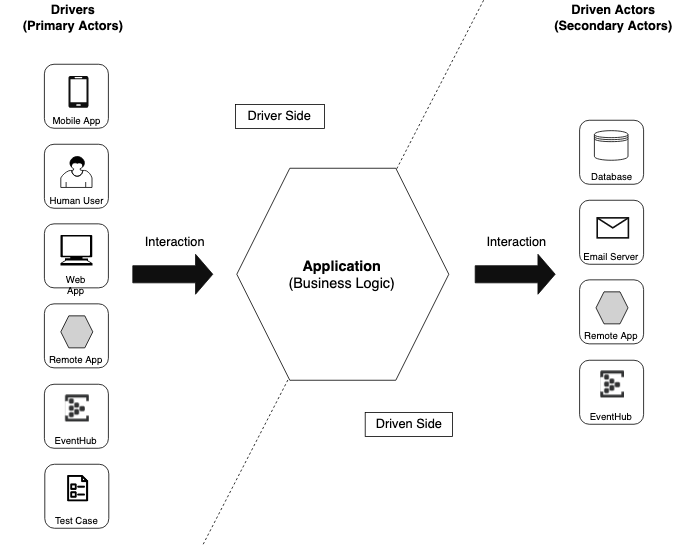 Drivers
(Primary Actors)
Driven Actors
(Secondary Actors)
Mobile App
Human User
Web
App
Remote App
EventHub
Test Case
Driver Side
Interaction
Application
(Business Logic)
Interaction
Driven Side
Database
Email Server
Remote App
EventHub